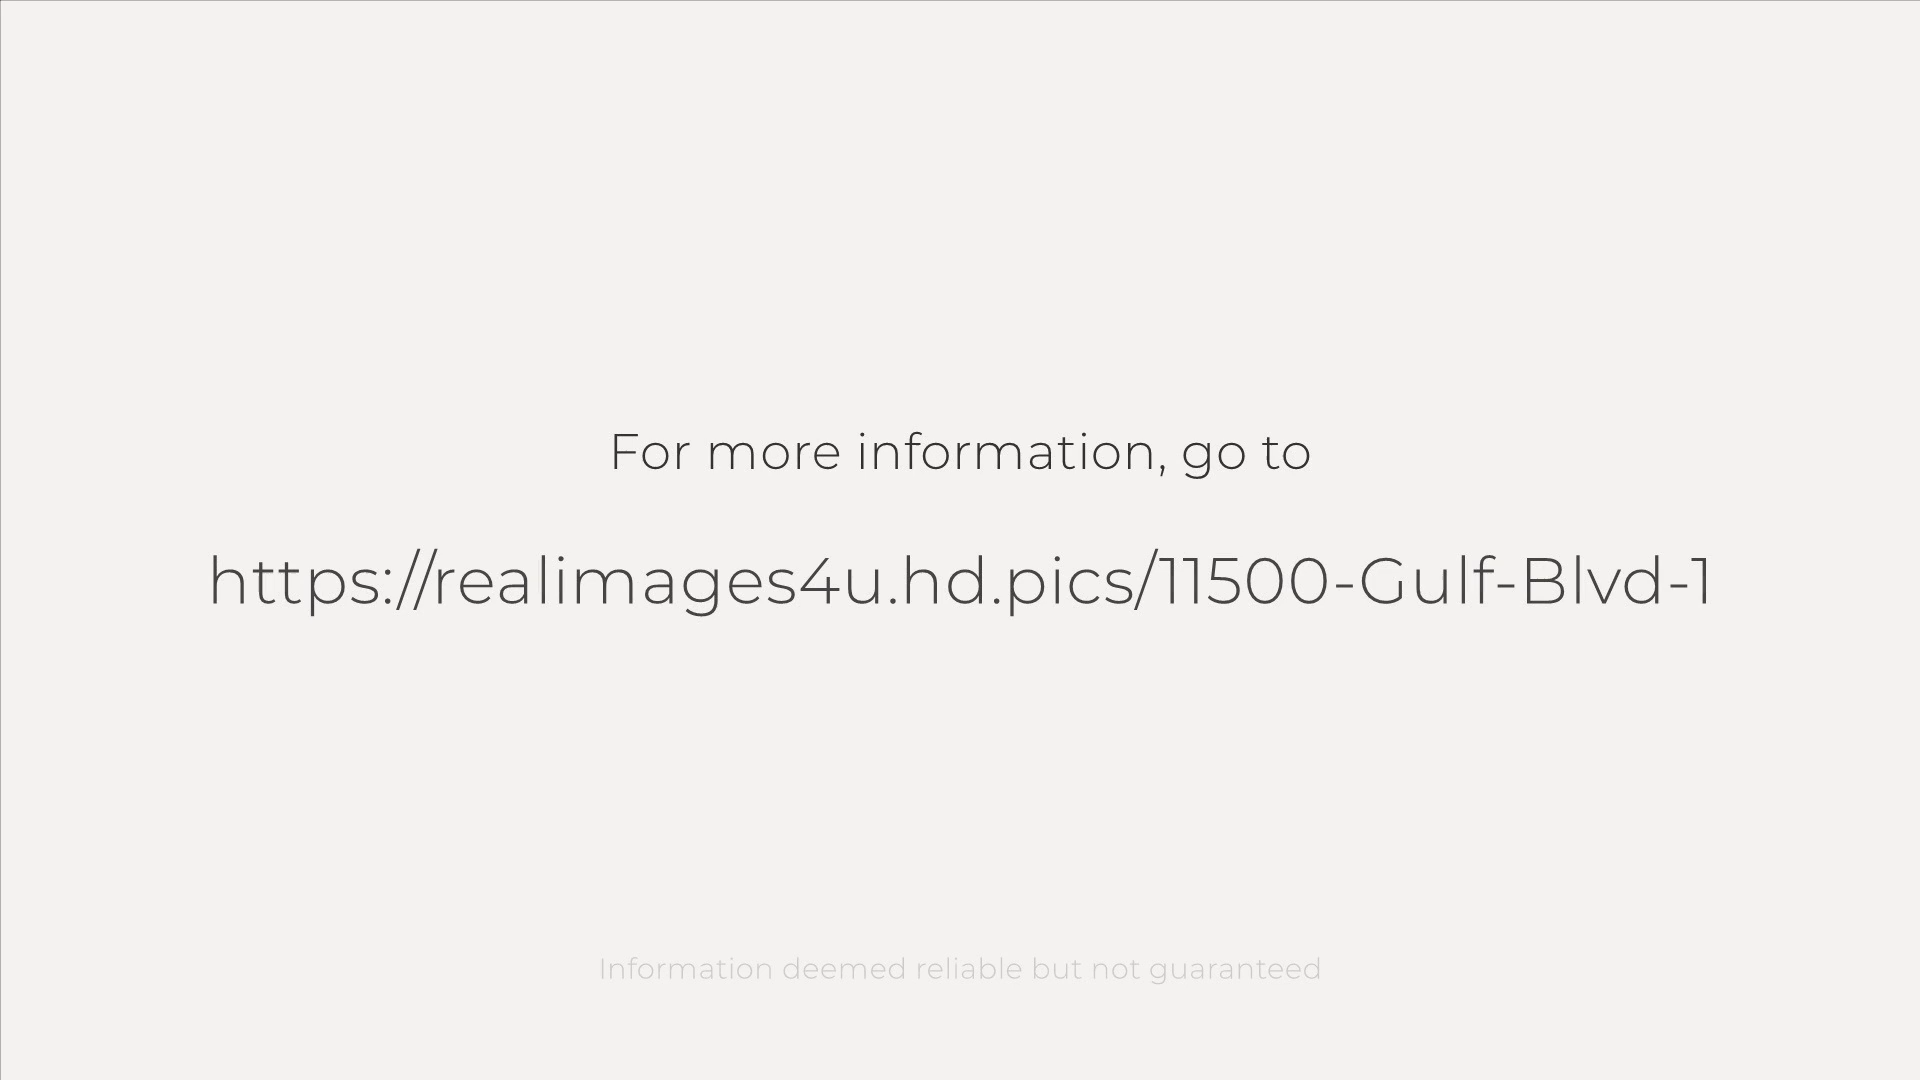 For more information, go to
https://realimages4u.hd.pics/11500-Gulf-Blvd-1
Information deemed reliable but not guaranteed